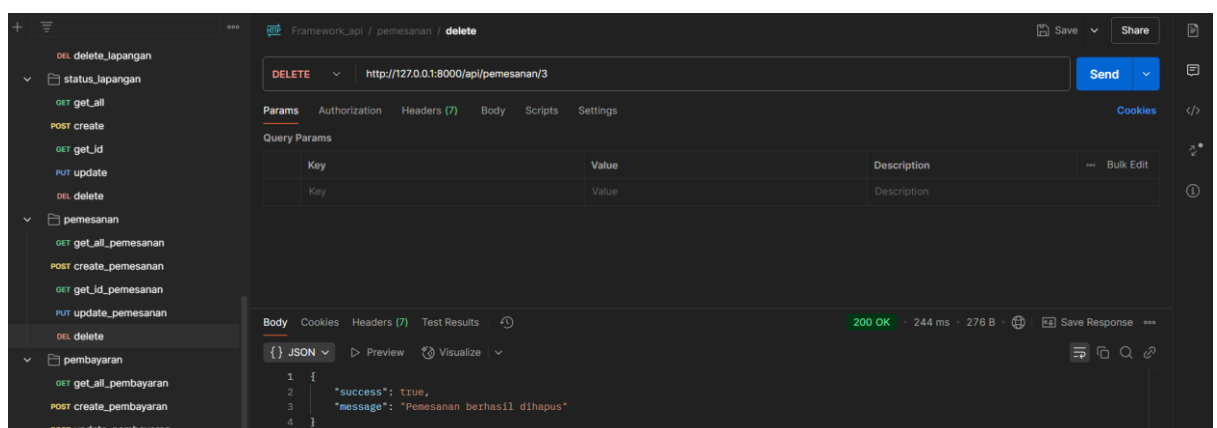 Framework_api / pemesanan / delete
Save
Share
DEL delete_lapangan
status_lapangan
GET get_all
POST create
GET get_id
PUT update
DEL delete
pemesanan
GET get_all_pemesanan
POST create_pemesanan
GET get_id_pemesanan
PUT update_pemesanan
DEL delete
pembayaran
GET get_all_pembayaran
POST create_pembayaran
DELETE
http://127.0.0.1:8000/api/pemesanan/3
Send
Params Authorization Headers (7) Body Scripts Settings
Cookies
Query Params
Key Value Description Bulk Edit
Key Value Description
Body Cookies Headers (7) Test Results
200 OK 244 ms 276 B
Save Response
{} JSON Preview Visualize
1 {
2 "success": true,
3 "message": "Pemesanan berhasil dihapus"
4 }